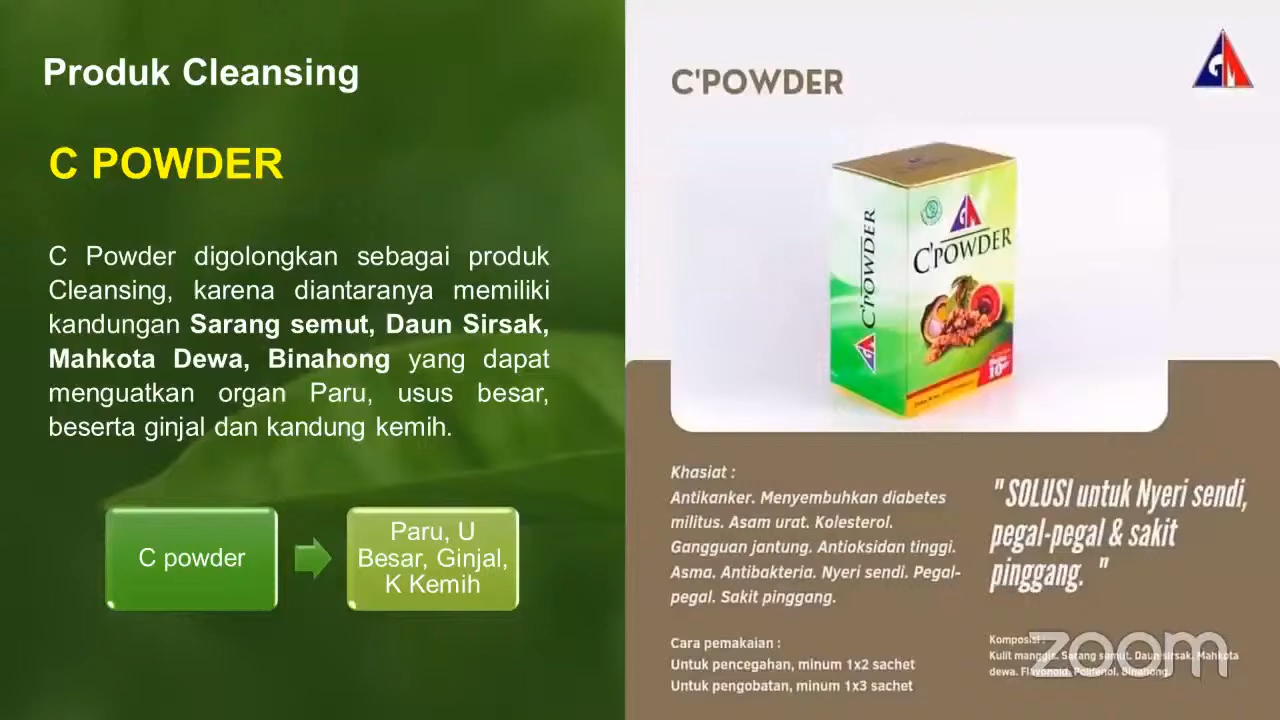 Produk Cleansing
C POWDER
C Powder digolongkan sebagai produk
Cleansing, karena diantaranya memiliki
kandungan Sarang semut, Daun Sirsak,
Mahkota Dewa, Binahong yang dapat
menguatkan organ Paru, usus besar,
beserta ginjal dan kandung kemih.
C powder
Paru, U
Besar, Ginjal,
K Kemih
C'POWDER
GM
C'POWDER
GM
C'POWDER
Khasiat :
Antikanker. Menyembuhkan diabetes
militus. Asam urat. Kolesterol.
Gangguan jantung. Antioksidan tinggi.
Asma. Antibakteria. Nyeri sendi. Pegal-
pegal. Sakit pinggang.
Cara pemakaian :
Untuk pencegahan, minum 1x2 sachet
Untuk pengobatan, minum 1x3 sachet
" SOLUSI untuk Nyeri sendi,
pegal-pegal & sakit
pinggang. "
Komposisi :
Kulit manggis. Sarang semut. Daun sirsak. Mahkota
dewa. Flavonoid. Polifenol. Binahong.
zoom